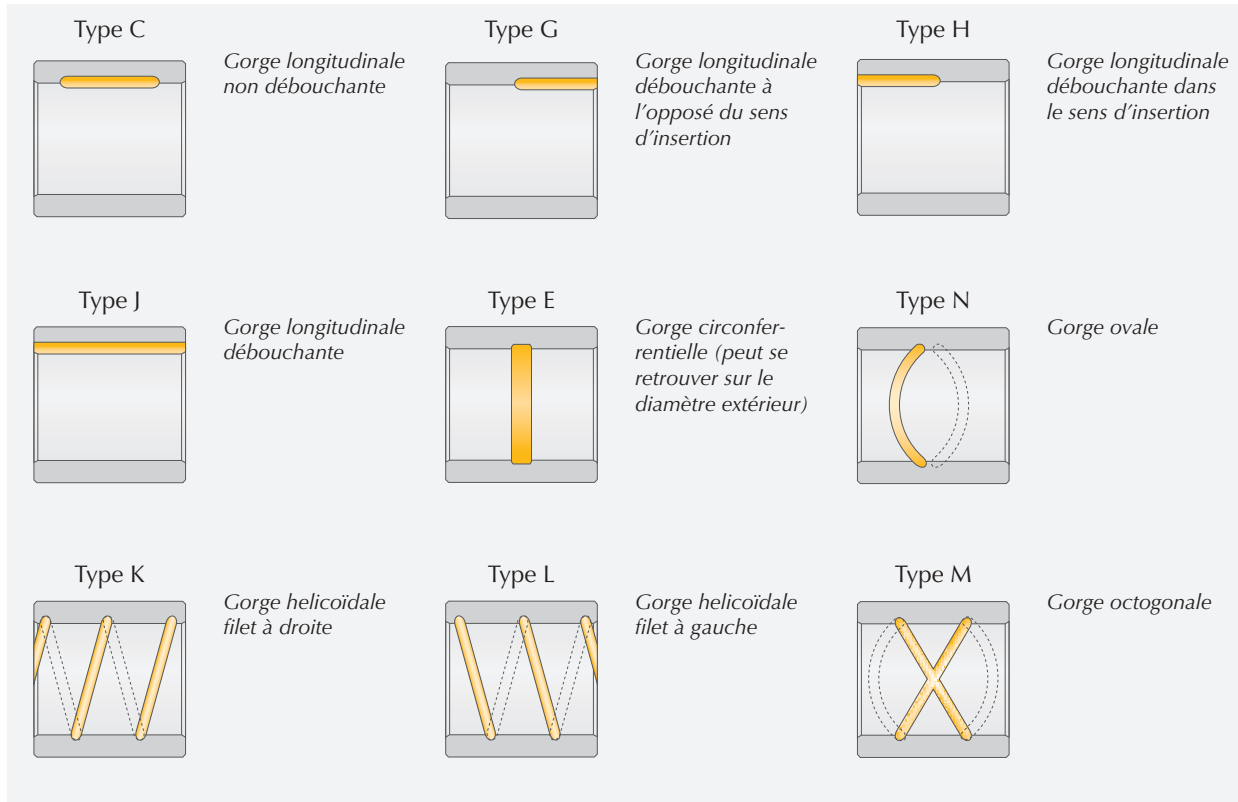 Type C
Gorge longitudinale
non débouchante
Type G
Gorge longitudinale
débouchante à
l'opposé du sens
d'insertion
Type H
Gorge longitudinale
débouchante dans
le sens d'insertion
Type J
Gorge longitudinale
débouchante
Type E
Gorge circonfer-
rentielle (peut se
retrouver sur le
diamètre extérieur)
Type N
Gorge ovale
Type K
Gorge helicoïdale
filet à droite
Type L
Gorge helicoïdale
filet à gauche
Type M
Gorge octogonale